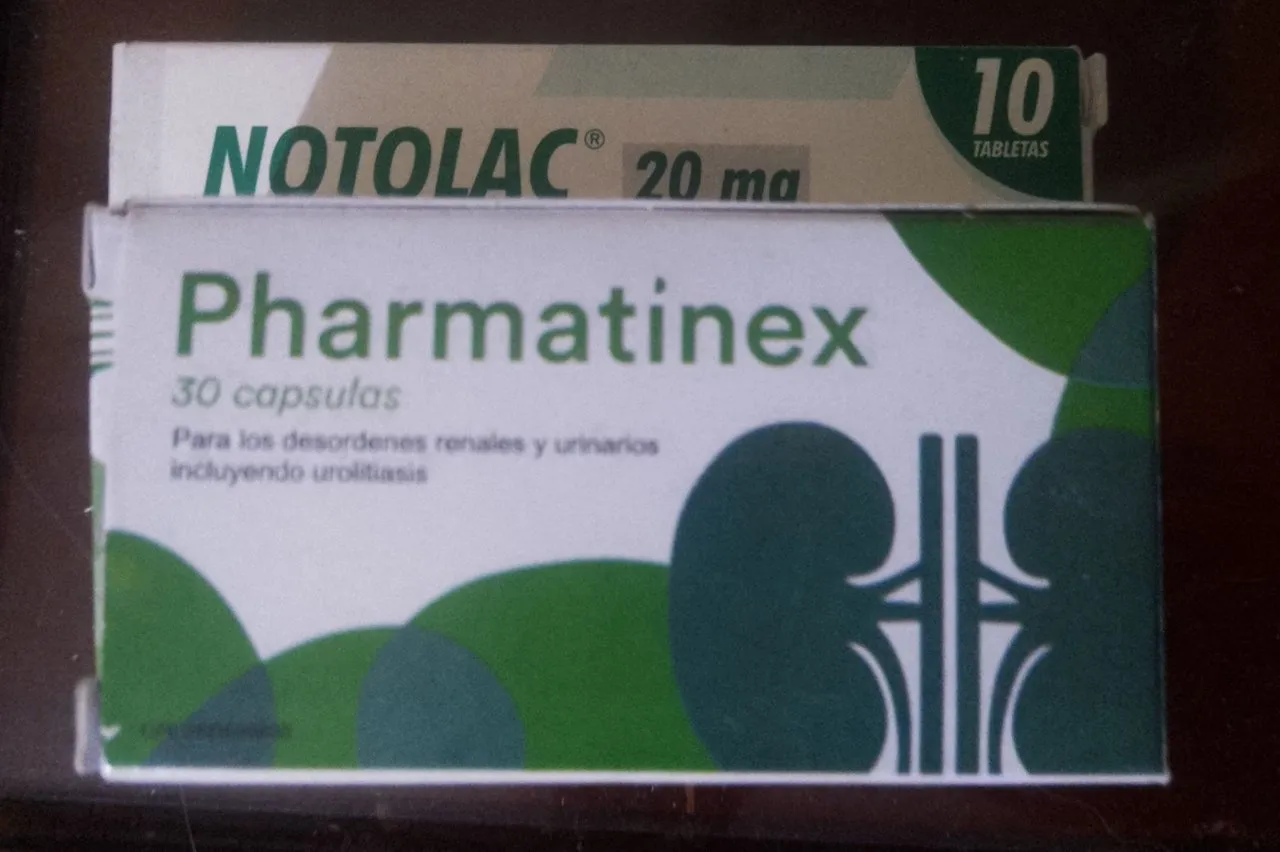 10
TABLETAS
NOTOLAC® 20 mg
Pharmatinex
30 capsulas
Para los desordenes renales y urinarios
incluyendo urolitiasis